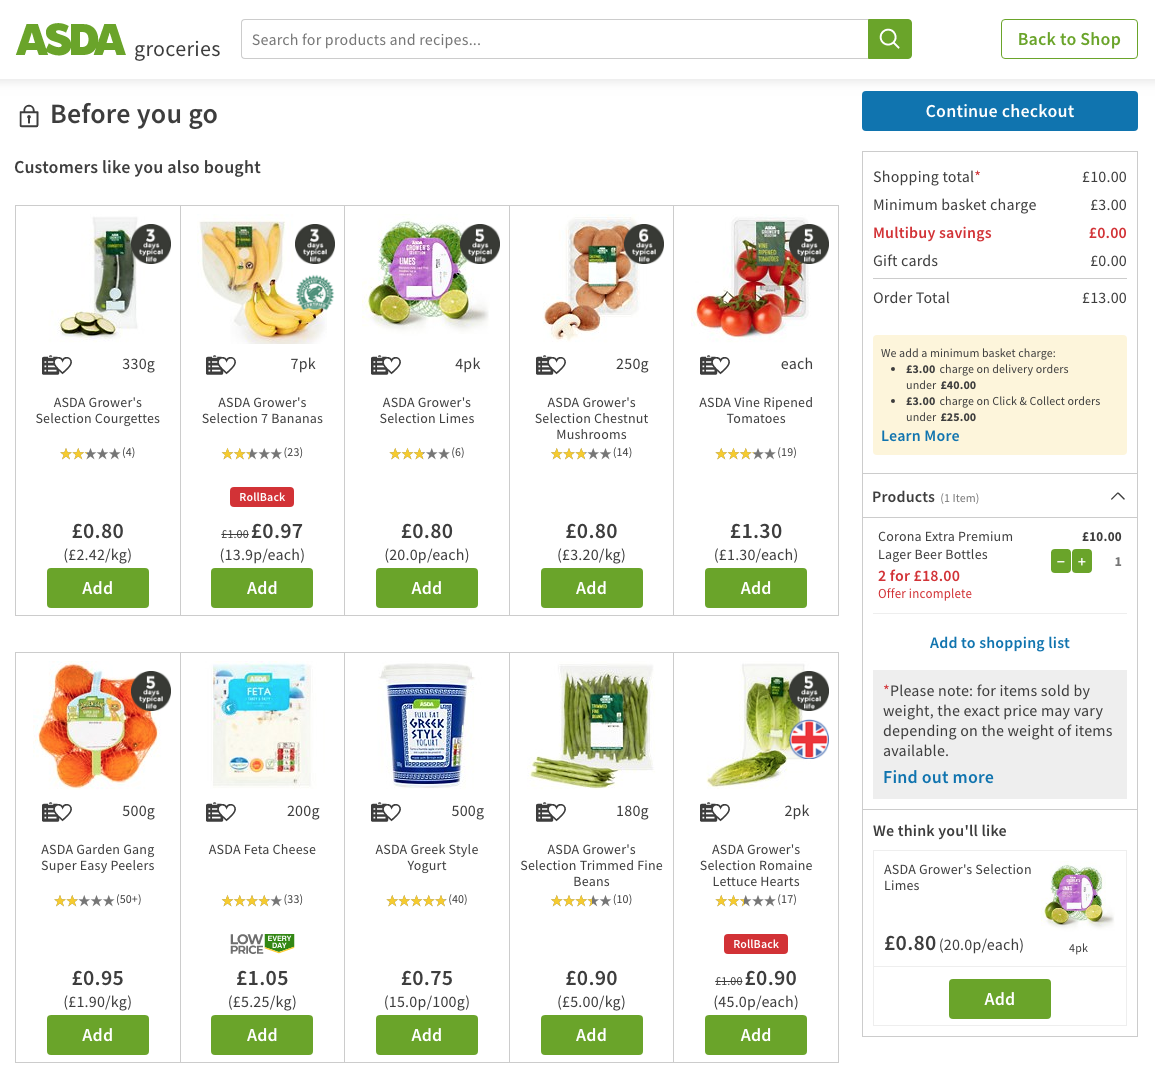 ASDA groceries
Search for products and recipes...
Back to Shop
Before you go
Continue checkout
Customers like you also bought
3 days typical life
3 days typical life
5 days typical life
6 days typical life
5 days typical life
330g
7pk
4pk
250g
each
ASDA Grower's
Selection Courgettes
(4)
ASDA Grower's
Selection 7 Bananas
(23)
ASDA Grower's
Selection Limes
(6)
ASDA Grower's
Selection Chestnut
Mushrooms
(14)
ASDA Vine Ripened
Tomatoes
(19)
RollBack
£0.80
(£2.42/kg)
Add
£1.00 £0.97
(13.9p/each)
Add
£0.80
(20.0p/each)
Add
£0.80
(£3.20/kg)
Add
£1.30
(£1.30/each)
Add
5 days typical life
ASDA
FETA
ASDA
FULL FAT
GREEK
STYLE
YOGURT
5 days typical life
500g
200g
500g
180g
2pk
ASDA Garden Gang
Super Easy Peelers
(50+)
ASDA Feta Cheese
(33)
ASDA Greek Style
Yogurt
(40)
ASDA Grower's
Selection Trimmed Fine
Beans
(10)
ASDA Grower's
Selection Romaine
Lettuce Hearts
(17)
LOW PRICE EVERY DAY
RollBack
£0.95
(£1.90/kg)
Add
£1.05
(£5.25/kg)
Add
£0.75
(15.0p/100g)
Add
£0.90
(£5.00/kg)
Add
£1.00 £0.90
(45.0p/each)
Add
Shopping total* £10.00
Minimum basket charge £3.00
Multibuy savings £0.00
Gift cards £0.00
Order Total £13.00
We add a minimum basket charge:
• £3.00 charge on delivery orders
under £40.00
• £3.00 charge on Click & Collect orders
under £25.00
Learn More
Products (1 Item)
Corona Extra Premium £10.00
Lager Beer Bottles − + 1
2 for £18.00
Offer incomplete
Add to shopping list
*Please note: for items sold by
weight, the exact price may vary
depending on the weight of items
available.
Find out more
We think you'll like
ASDA Grower's Selection
Limes
£0.80 (20.0p/each) 4pk
Add